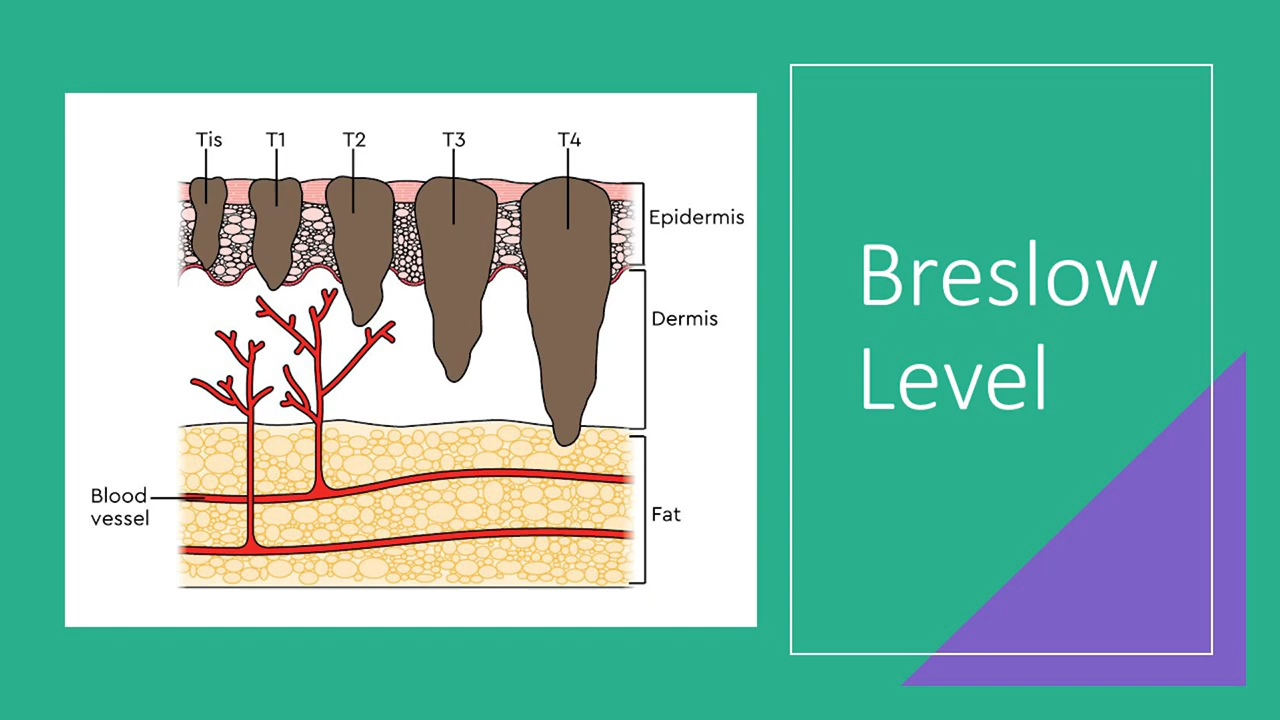 Tis
T1
T2
T3
T4
Epidermis
Dermis
Blood
vessel
Fat
Breslow
Level